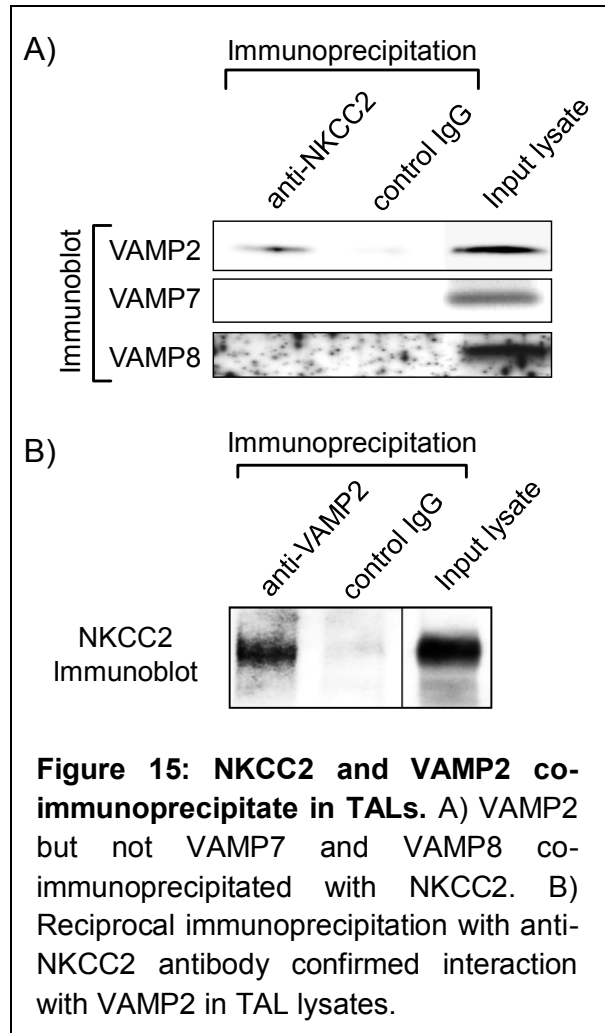 A)
Immunoprecipitation
anti-NKCC2
control IgG
Input lysate
Immunoblot
VAMP2
VAMP7
VAMP8
B)
Immunoprecipitation
anti-VAMP2
control IgG
Input lysate
NKCC2
Immunoblot
Figure 15: NKCC2 and VAMP2 co-
immunoprecipitate in TALs. A) VAMP2
but not VAMP7 and VAMP8 co-
immunoprecipitated with NKCC2. B)
Reciprocal immunoprecipitation with anti-
NKCC2 antibody confirmed interaction
with VAMP2 in TAL lysates.